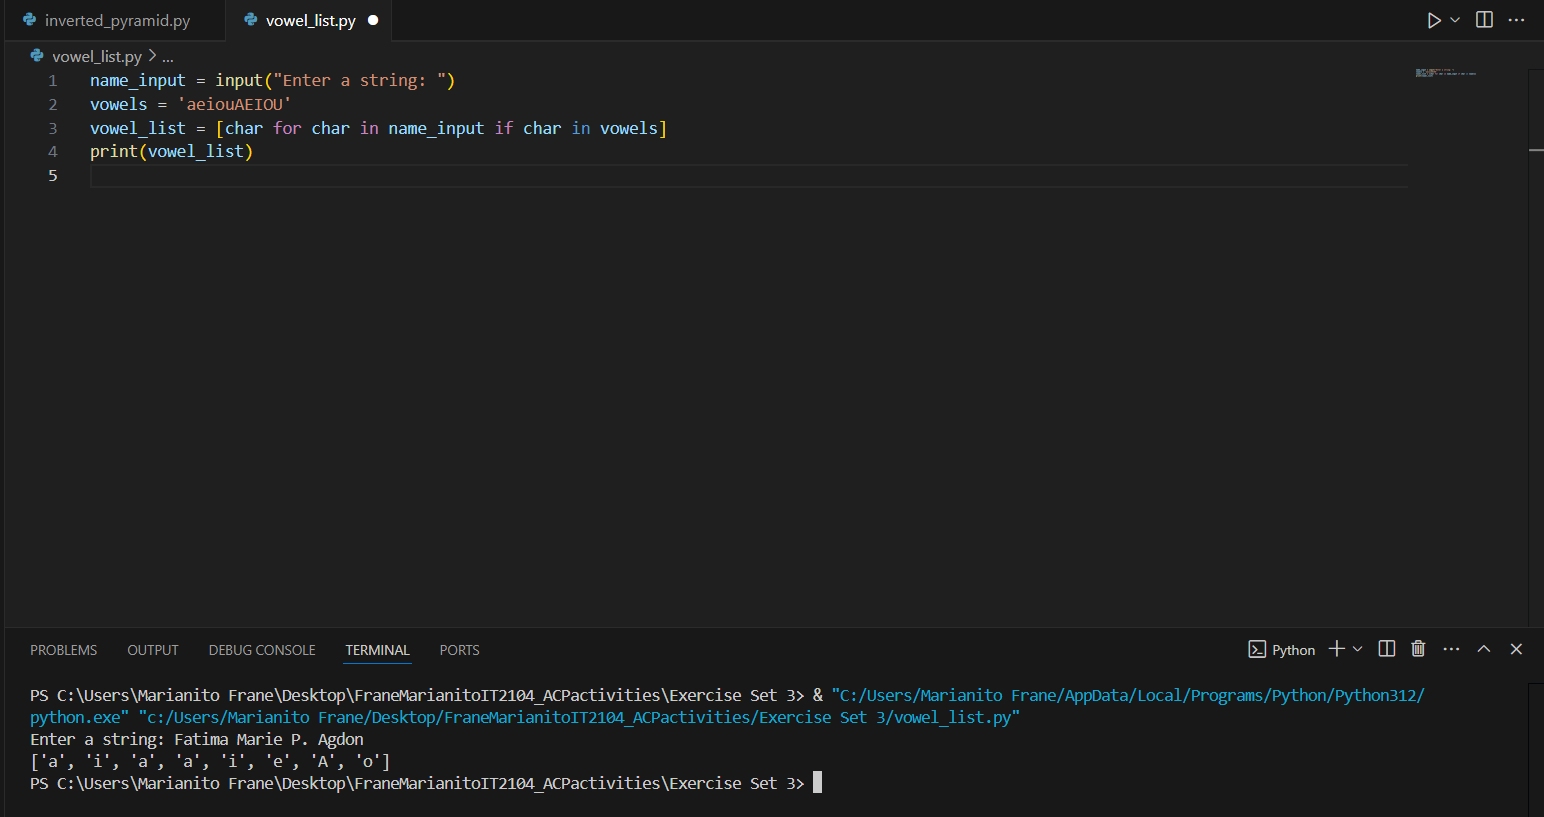 inverted_pyramid.py vowel_list.py
vowel_list.py > ...
1 name_input = input("Enter a string: ")
2 vowels = 'aeiouAEIOU'
3 vowel_list = [char for char in name_input if char in vowels]
4 print(vowel_list)
5
PROBLEMS OUTPUT DEBUG CONSOLE TERMINAL PORTS Python
PS C:\Users\Marianito Frane\Desktop\FraneMarianitoIT2104_ACPactivities\Exercise Set 3> & "C:/Users/Marianito Frane/AppData/Local/Programs/Python/Python312/
python.exe" "c:/Users/Marianito Frane/Desktop/FraneMarianitoIT2104_ACPactivities/Exercise Set 3/vowel_list.py"
Enter a string: Fatima Marie P. Agdon
['a', 'i', 'a', 'a', 'i', 'e', 'A', 'o']
PS C:\Users\Marianito Frane\Desktop\FraneMarianitoIT2104_ACPactivities\Exercise Set 3>